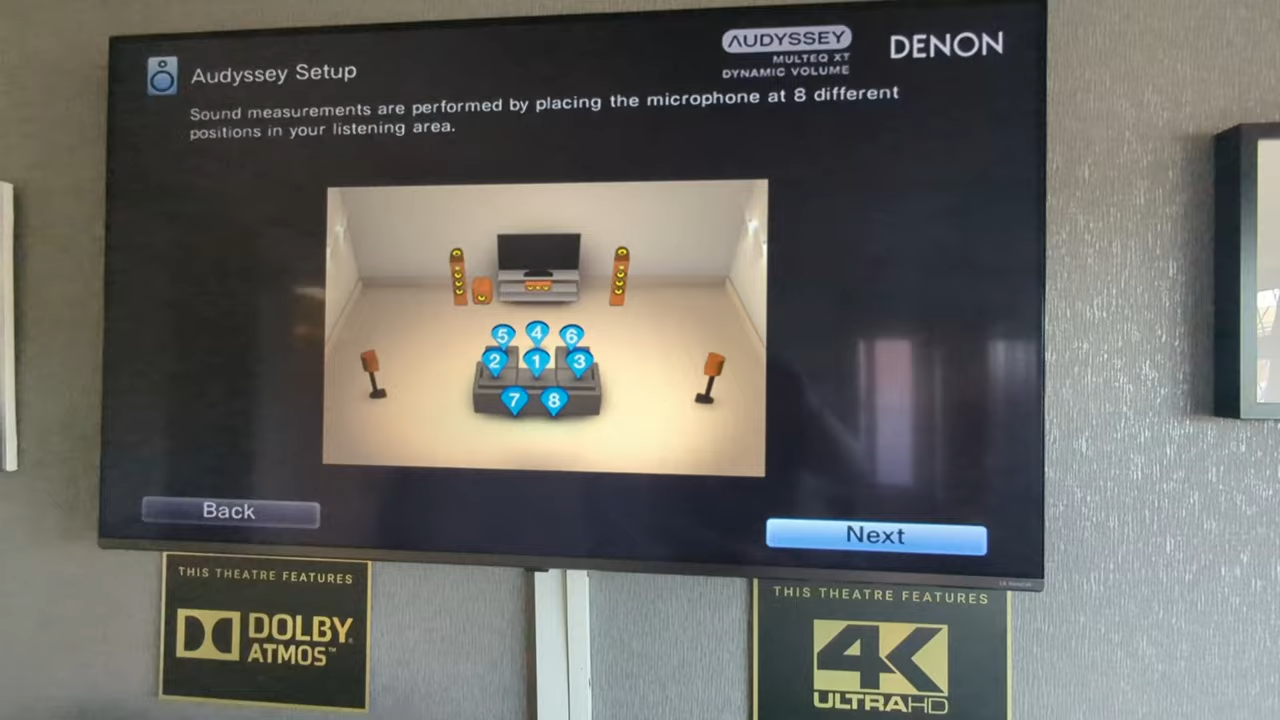 AUDYSSEY
MULTEQ XT
DYNAMIC VOLUME
DENON
Audyssey Setup
Sound measurements are performed by placing the microphone at 8 different
positions in your listening area.
5 4 6
2 1 3
7 8
Back
Next
THIS THEATRE FEATURES
DOLBY
ATMOS™
THIS THEATRE FEATURES
4K
ULTRAHD